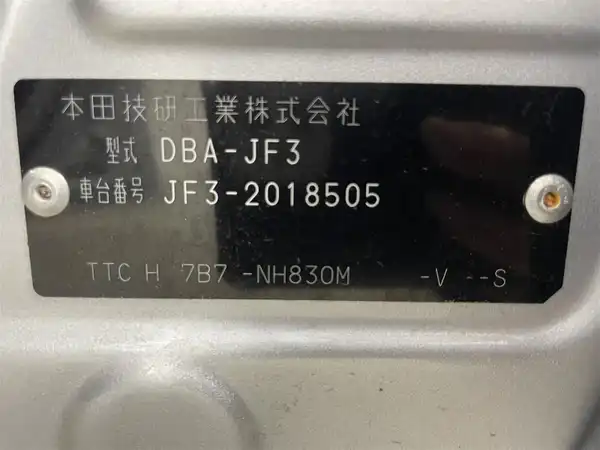 本田技研工業株式会社
型式 DBA-JF3
車台番号 JF3-2018505
TTC H 7B7 -NH830M -V --S